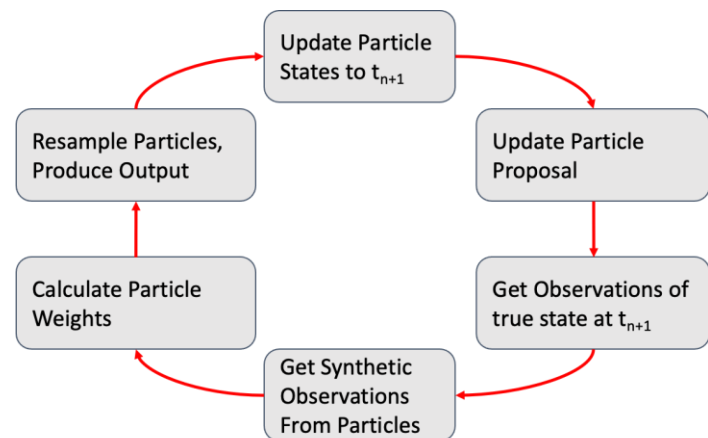 Update Particle
States to tₙ₊₁
Update Particle
Proposal
Get Observations of
true state at tₙ₊₁
Get Synthetic
Observations
From Particles
Calculate Particle
Weights
Resample Particles,
Produce Output